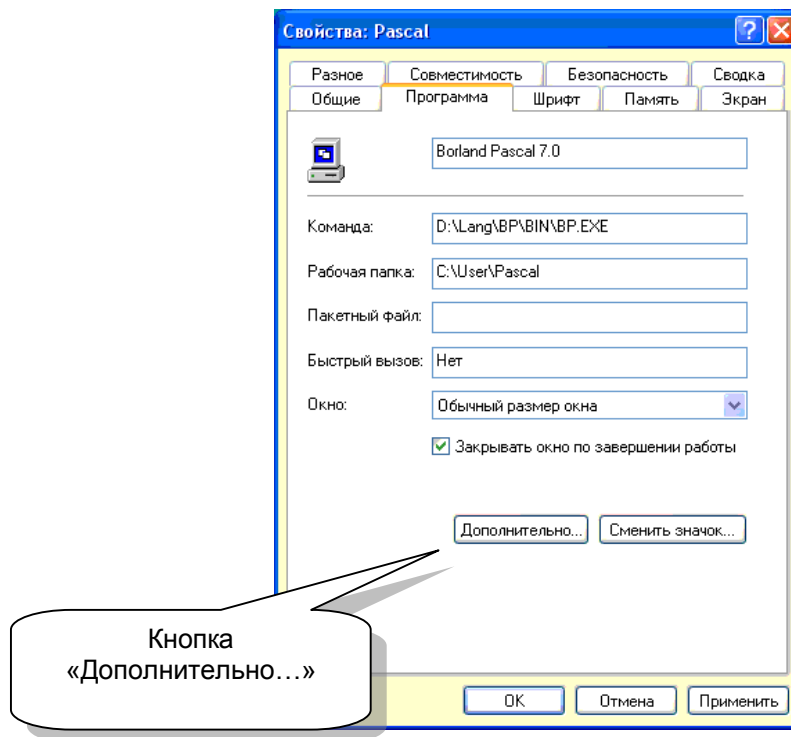 Свойства: Pascal
Разное Совместимость Безопасность Сводка
Общие Программа Шрифт Память Экран
Borland Pascal 7.0
Команда: D:\Lang\BP\BIN\BP.EXE
Рабочая папка: C:\User\Pascal
Пакетный файл:
Быстрый вызов: Нет
Окно: Обычный размер окна
Закрывать окно по завершении работы
Дополнительно... Сменить значок...
Кнопка
«Дополнительно…»
OK Отмена Применить